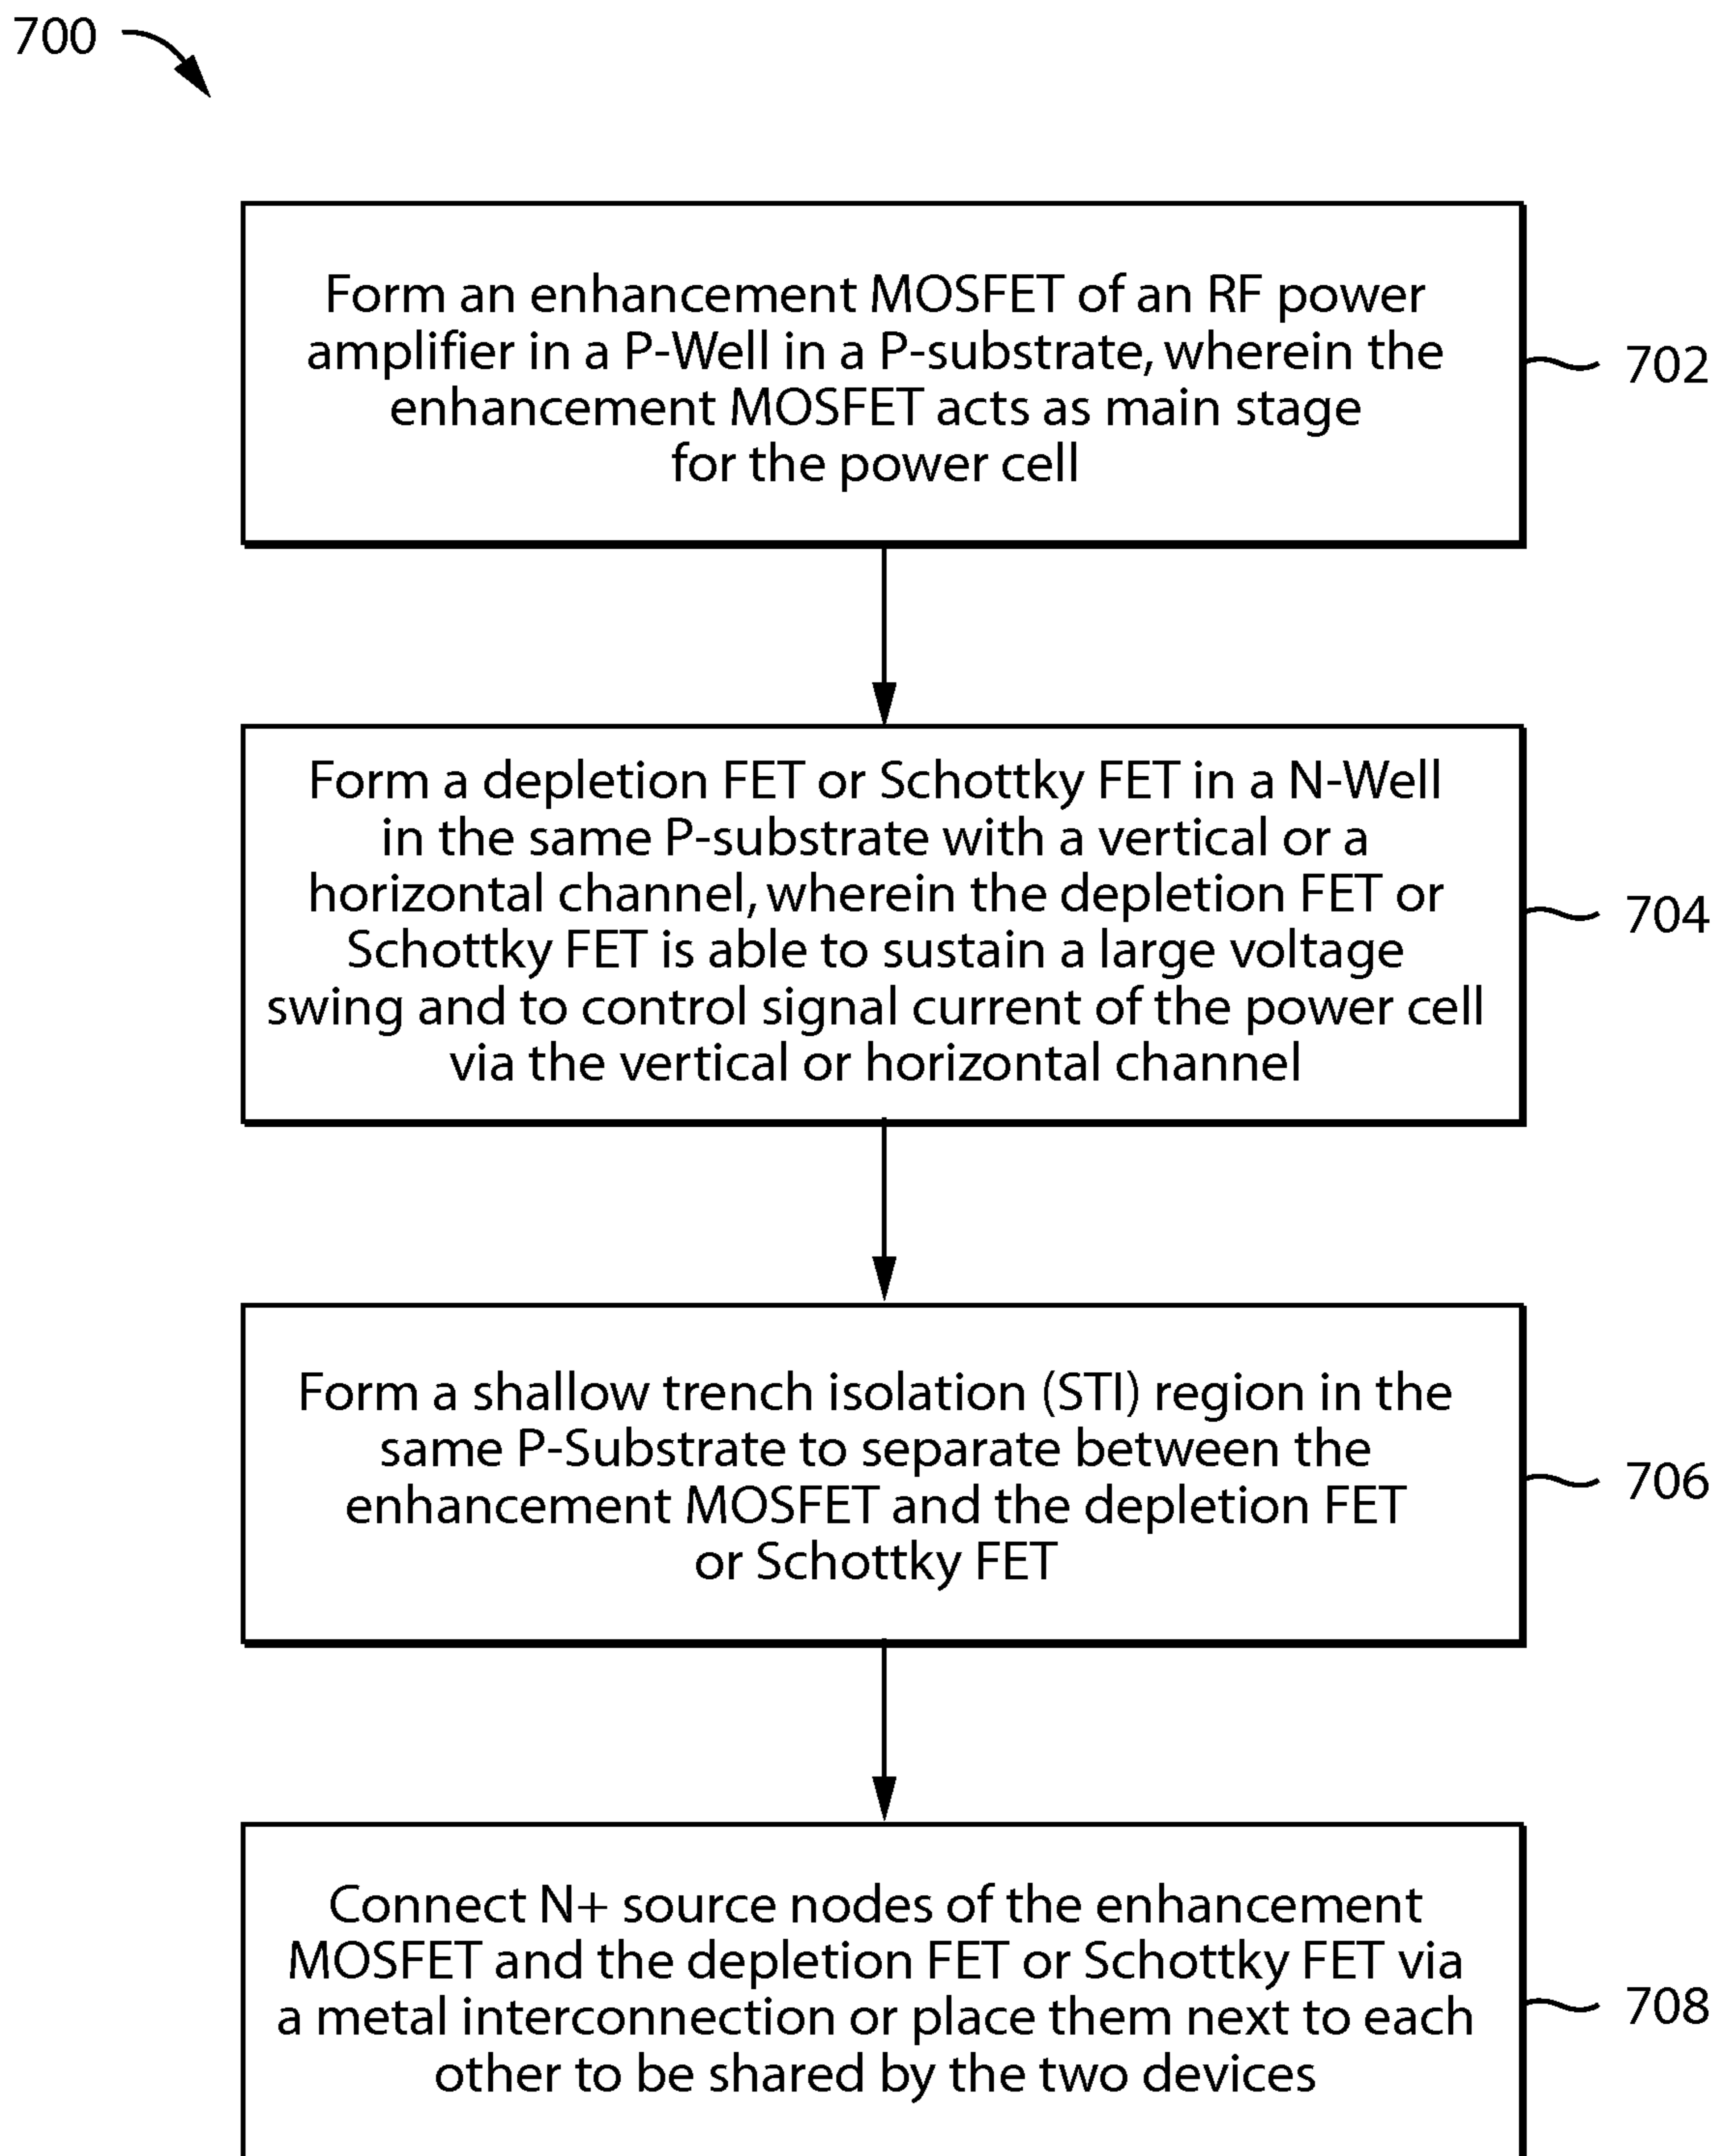 700
Form an enhancement MOSFET of an RF power
amplifier in a P-Well in a P-substrate, wherein the
enhancement MOSFET acts as main stage
for the power cell
702
Form a depletion FET or Schottky FET in a N-Well
in the same P-substrate with a vertical or a
horizontal channel, wherein the depletion FET or
Schottky FET is able to sustain a large voltage
swing and to control signal current of the power cell
via the vertical or horizontal channel
704
Form a shallow trench isolation (STI) region in the
same P-Substrate to separate between the
enhancement MOSFET and the depletion FET
or Schottky FET
706
Connect N+ source nodes of the enhancement
MOSFET and the depletion FET or Schottky FET via
a metal interconnection or place them next to each
other to be shared by the two devices
708